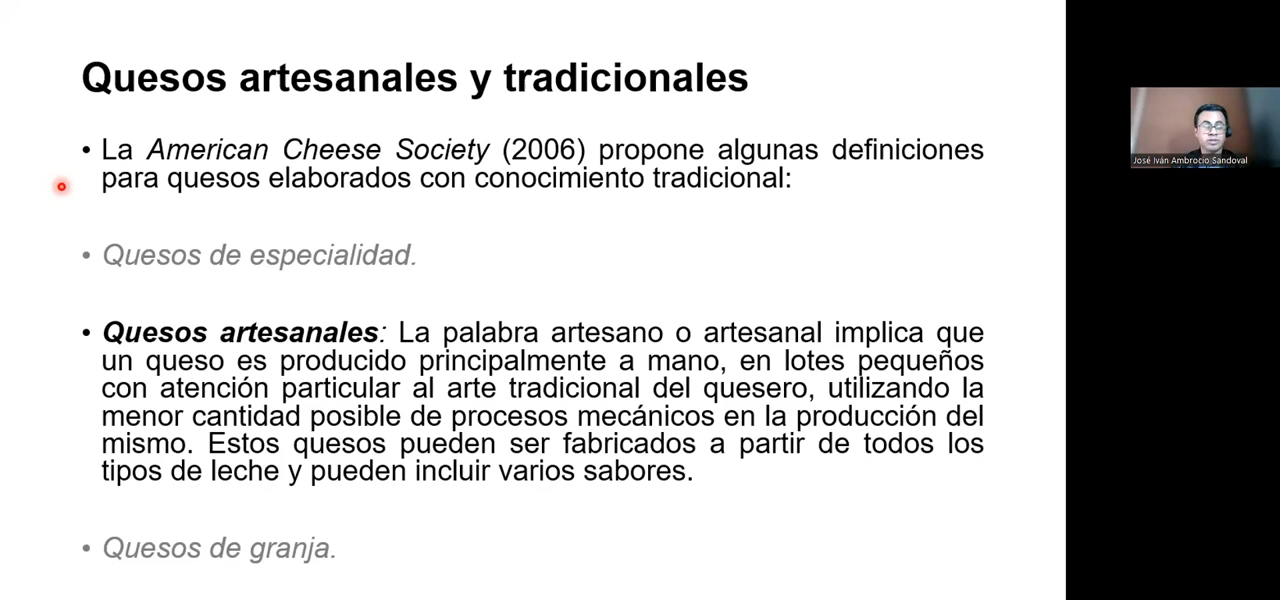 Quesos artesanales y tradicionales
• La American Cheese Society (2006) propone algunas definiciones
para quesos elaborados con conocimiento tradicional:
• Quesos de especialidad.
• Quesos artesanales: La palabra artesano o artesanal implica que
un queso es producido principalmente a mano, en lotes pequeños
con atención particular al arte tradicional del quesero, utilizando la
menor cantidad posible de procesos mecánicos en la producción del
mismo. Estos quesos pueden ser fabricados a partir de todos los
tipos de leche y pueden incluir varios sabores.
• Quesos de granja.
José Iván Ambrocio Sandoval